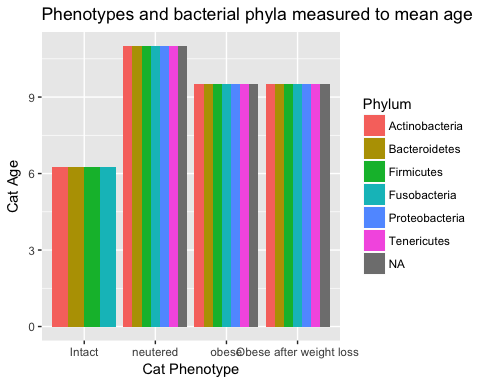 Phenotypes and bacterial phyla measured to mean age
Cat Age
9
6
3
0
Intact
neutered
obese
Obese after weight loss
Cat Phenotype
Phylum
Actinobacteria
Bacteroidetes
Firmicutes
Fusobacteria
Proteobacteria
Tenericutes
NA